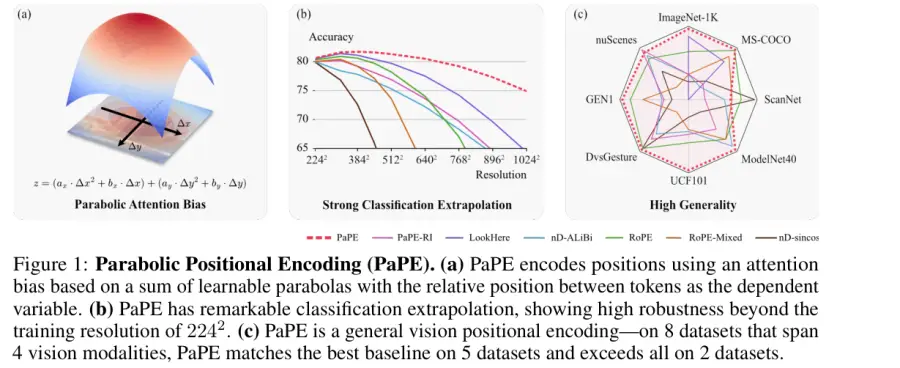 (a)
Δx
Δy
z = (aₓ · Δx² + bₓ · Δx) + (aᵧ · Δy² + bᵧ · Δy)
Parabolic Attention Bias
(b)
Accuracy
80
75
70
65
224² 384² 512² 640² 768² 896² 1024²
Resolution
Strong Classification Extrapolation
(c)
ImageNet-1K
nuScenes
MS-COCO
GEN1
ScanNet
DvsGesture
ModelNet40
UCF101
High Generality
PaPE PaPE-RI LookHere nD-ALiBi RoPE RoPE-Mixed nD-sincos
Figure 1: Parabolic Positional Encoding (PaPE). (a) PaPE encodes positions using an attention
bias based on a sum of learnable parabolas with the relative position between tokens as the dependent
variable. (b) PaPE has remarkable classification extrapolation, showing high robustness beyond the
training resolution of 224². (c) PaPE is a general vision positional encoding—on 8 datasets that span
4 vision modalities, PaPE matches the best baseline on 5 datasets and exceeds all on 2 datasets.